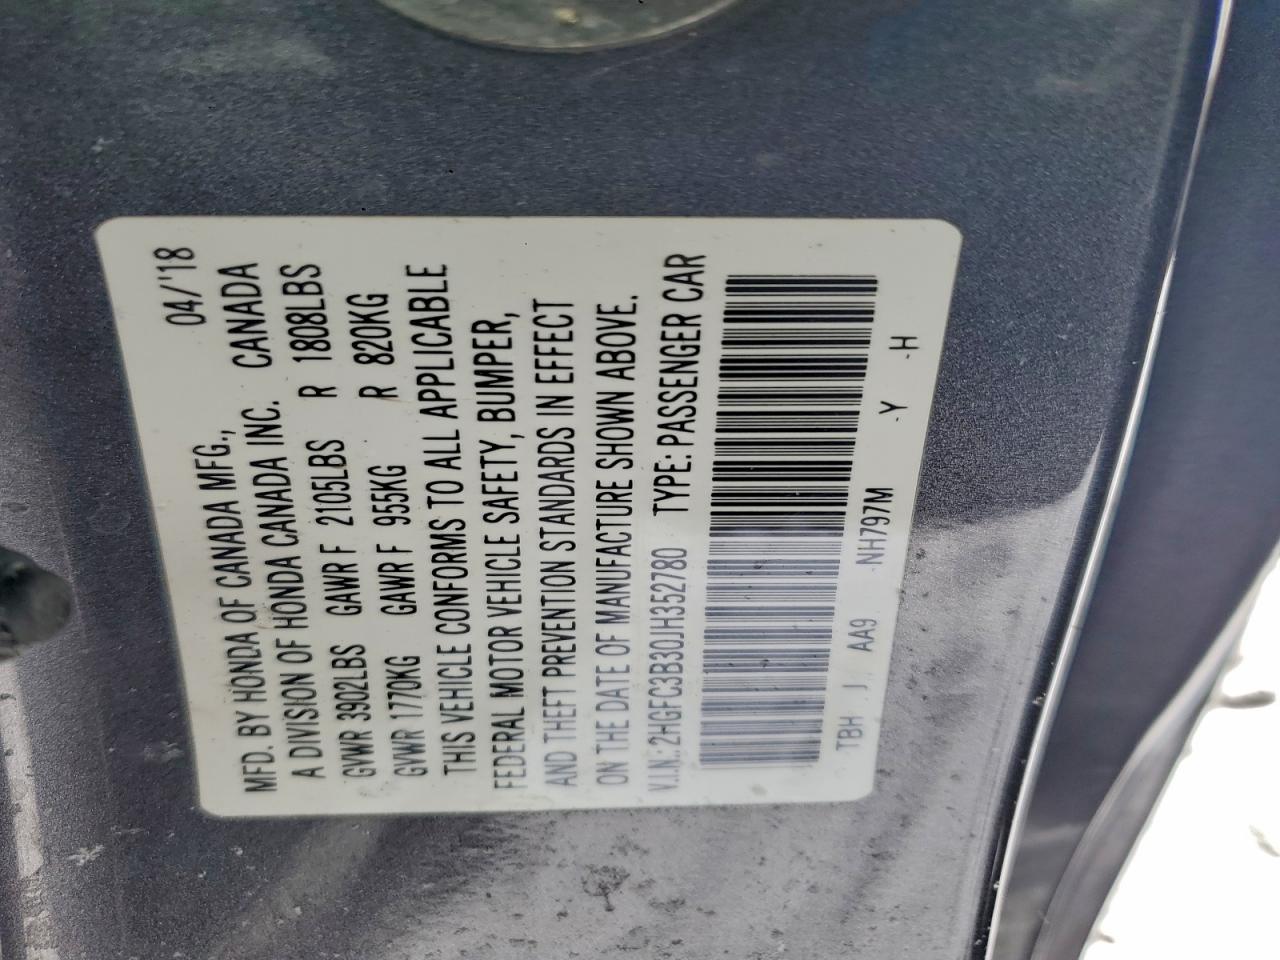 04/'18
MFD. BY HONDA OF CANADA MFG.,
A DIVISION OF HONDA CANADA INC. CANADA
GVWR 3902LBS GAWR F 2105LBS R 1808LBS
GVWR 1770KG GAWR F 955KG R 820KG
THIS VEHICLE CONFORMS TO ALL APPLICABLE
FEDERAL MOTOR VEHICLE SAFETY, BUMPER,
AND THEFT PREVENTION STANDARDS IN EFFECT
ON THE DATE OF MANUFACTURE SHOWN ABOVE.
V.I.N.:2HGFC3B30JH352780 TYPE: PASSENGER CAR
TBH J AA9 -NH797M -Y -H